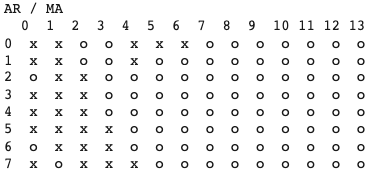 AR / MA
0 1 2 3 4 5 6 7 8 9 10 11 12 13
0 x x o o x x x o o o o o o o
1 x x o o x o o o o o o o o o
2 o x x o o o o o o o o o o o
3 x x x o o o o o o o o o o o
4 x x x o o o o o o o o o o o
5 x x x x o o o o o o o o o o
6 o x x x o o o o o o o o o o
7 x o x x x o o o o o o o o o